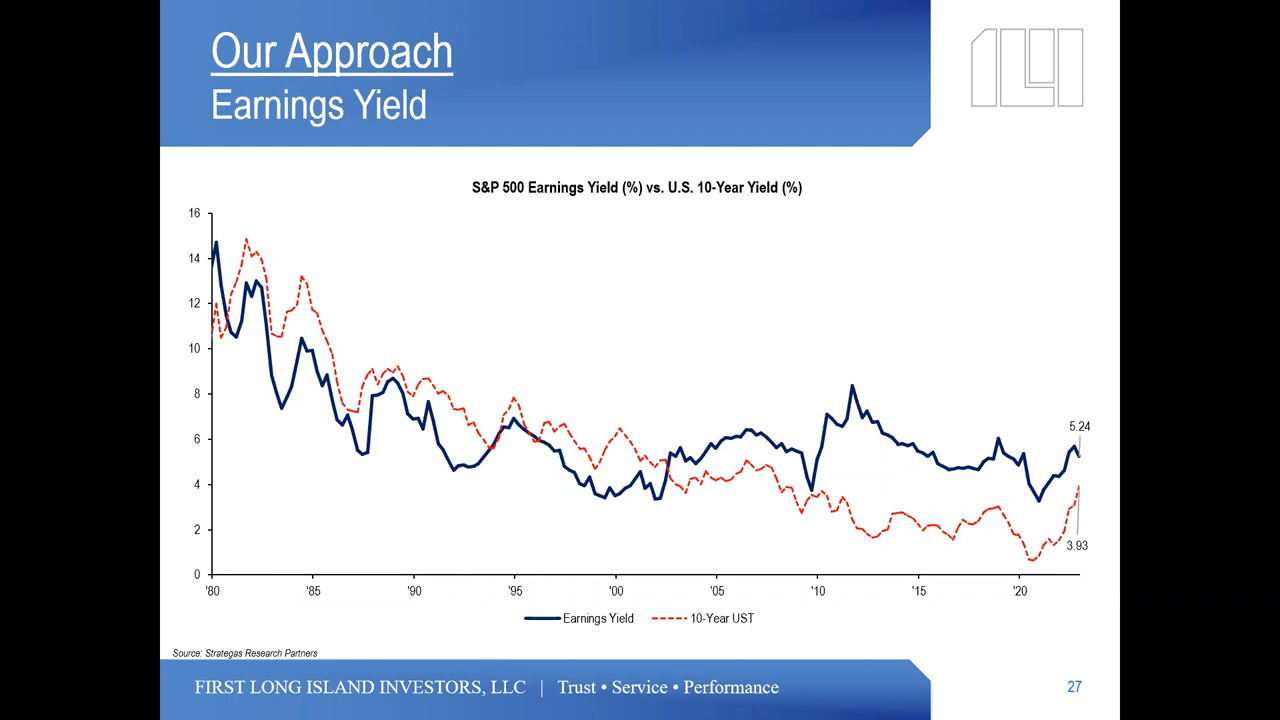 Our Approach
Earnings Yield
S&P 500 Earnings Yield (%) vs. U.S. 10-Year Yield (%)
16
14
12
10
8
6
4
2
0
5.24
3.93
'80 '85 '90 '95 '00 '05 '10 '15 '20
Earnings Yield 10-Year UST
Source: Strategas Research Partners
FIRST LONG ISLAND INVESTORS, LLC | Trust • Service • Performance
27